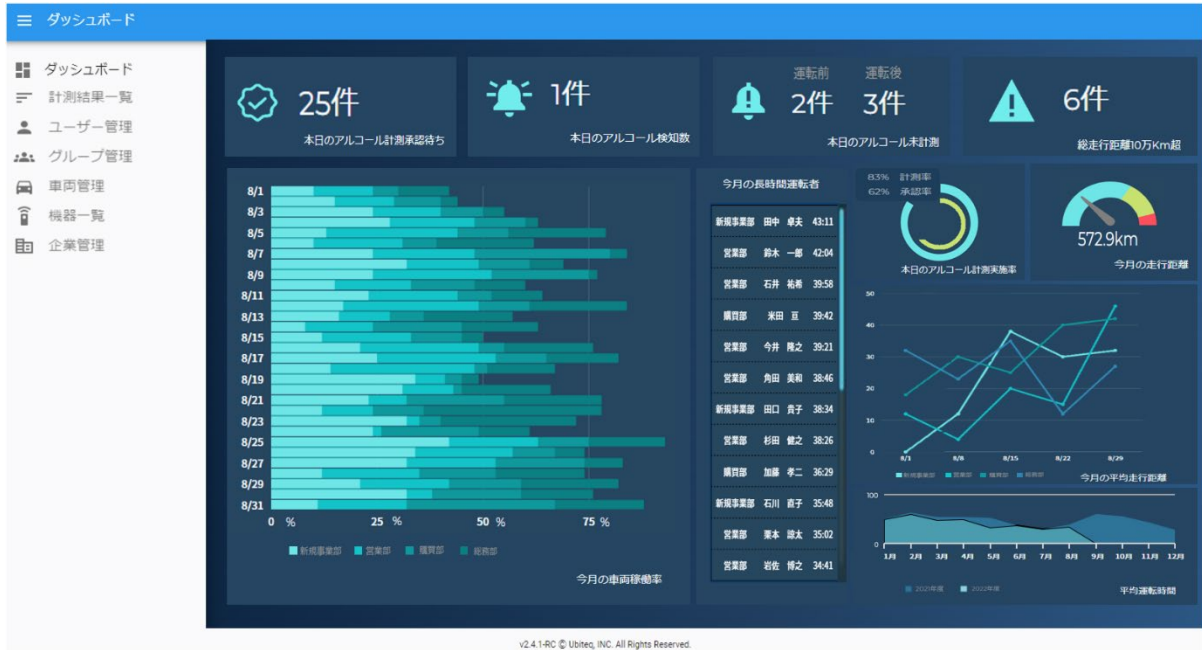 ダッシュボード
ダッシュボード
計測結果一覧
ユーザー管理
グループ管理
車両管理
機器一覧
企業管理
25件
本日のアルコール計測承認待ち
1件
本日のアルコール検知数
運転前 運転後
2件 3件
本日のアルコール未計測
6件
総走行距離10万Km超
8/1
8/3
8/5
8/7
8/9
8/11
8/13
8/15
8/17
8/19
8/21
8/23
8/25
8/27
8/29
8/31
0 % 25 % 50 % 75 %
新規事業部 営業部 購買部 総務部
今月の車両稼働率
今月の長時間運転者
新規事業部 田中 卓夫 43:11
営業部 鈴木 一郎 42:04
営業部 石井 祐希 39:58
購買部 米田 亘 39:42
営業部 今井 隆之 39:21
営業部 角田 美和 38:46
新規事業部 田口 貴子 38:34
営業部 杉田 健之 38:26
購買部 加藤 孝二 36:29
新規事業部 石川 直子 35:48
営業部 栗本 諒太 35:02
営業部 岩佐 博之 34:41
83% 計測率
62% 承認率
本日のアルコール計測実施率
572.9km
今月の走行距離
50
40
30
20
10
0
8/1 8/8 8/15 8/22 8/29
新規事業部 営業部 購買部 総務部
今月の平均走行距離
100
0
1月 2月 3月 4月 5月 6月 7月 8月 9月 10月 11月 12月
2021年度 2022年度
平均運転時間
v2.4.1-RC © Ubiteq, INC. All Rights Reserved.